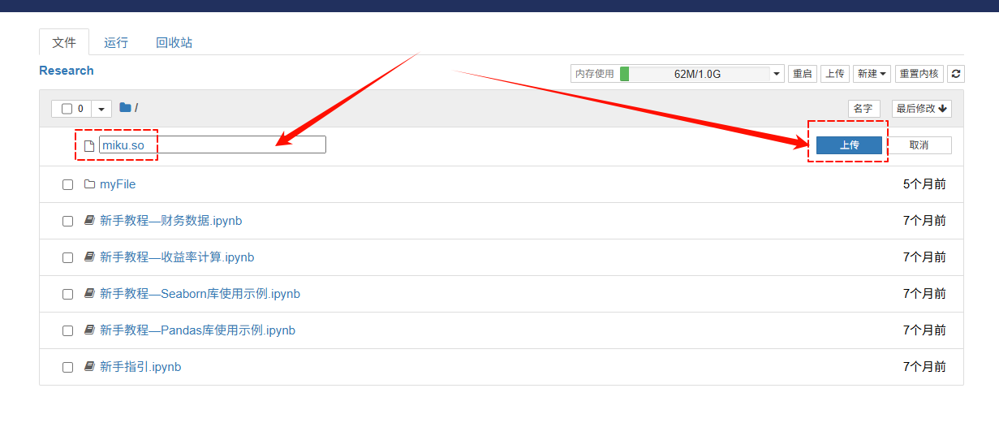 文件 运行 回收站
Research 内存使用 62M/1.0G 重启 上传 新建 重置内核
0 / 名字 最后修改
miku.so 上传 取消
myFile 5个月前
新手教程—财务数据.ipynb 7个月前
新手教程—收益率计算.ipynb 7个月前
新手教程—Seaborn库使用示例.ipynb 7个月前
新手教程—Pandas库使用示例.ipynb 7个月前
新手指引.ipynb 7个月前